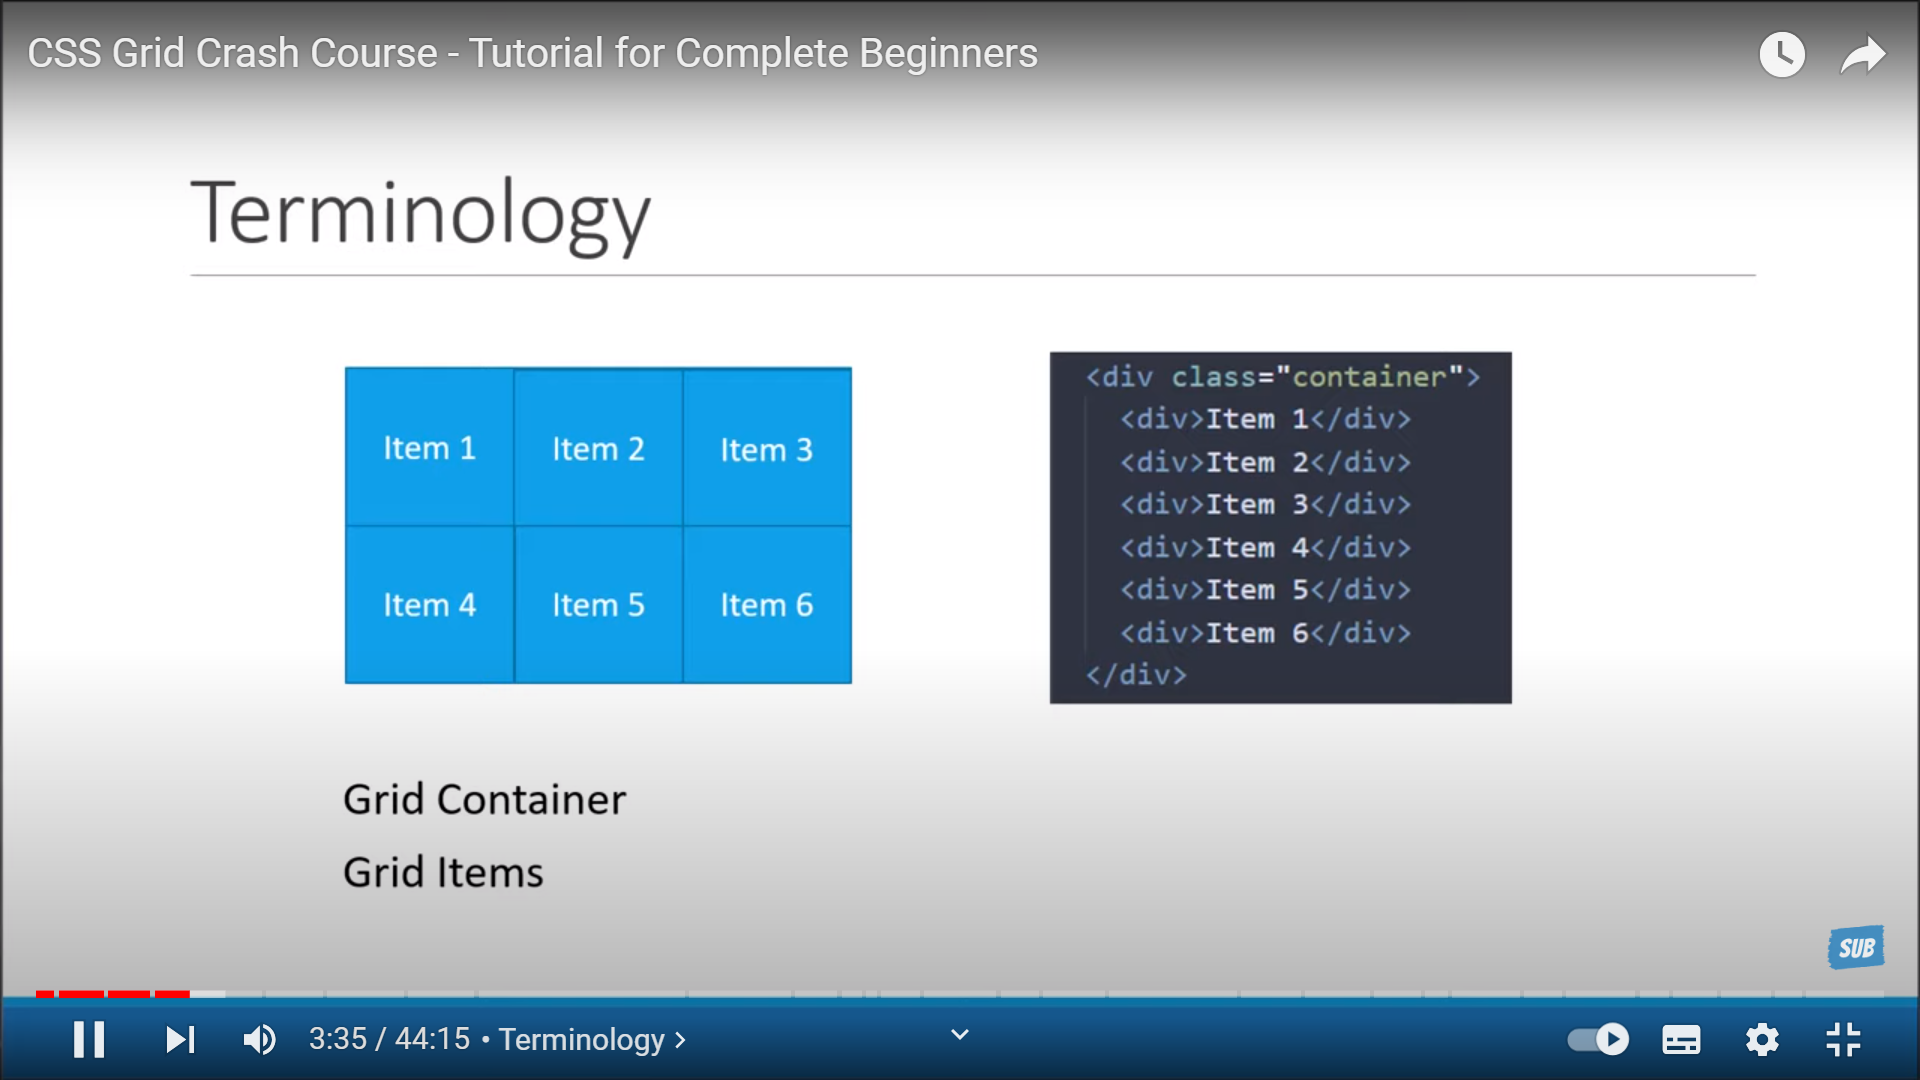 CSS Grid Crash Course - Tutorial for Complete Beginners
Terminology
Item 1 Item 2 Item 3
Item 4 Item 5 Item 6
<div class="container">
  <div>Item 1</div>
  <div>Item 2</div>
  <div>Item 3</div>
  <div>Item 4</div>
  <div>Item 5</div>
  <div>Item 6</div>
</div>
Grid Container
Grid Items
SUB
3:35 / 44:15 • Terminology >